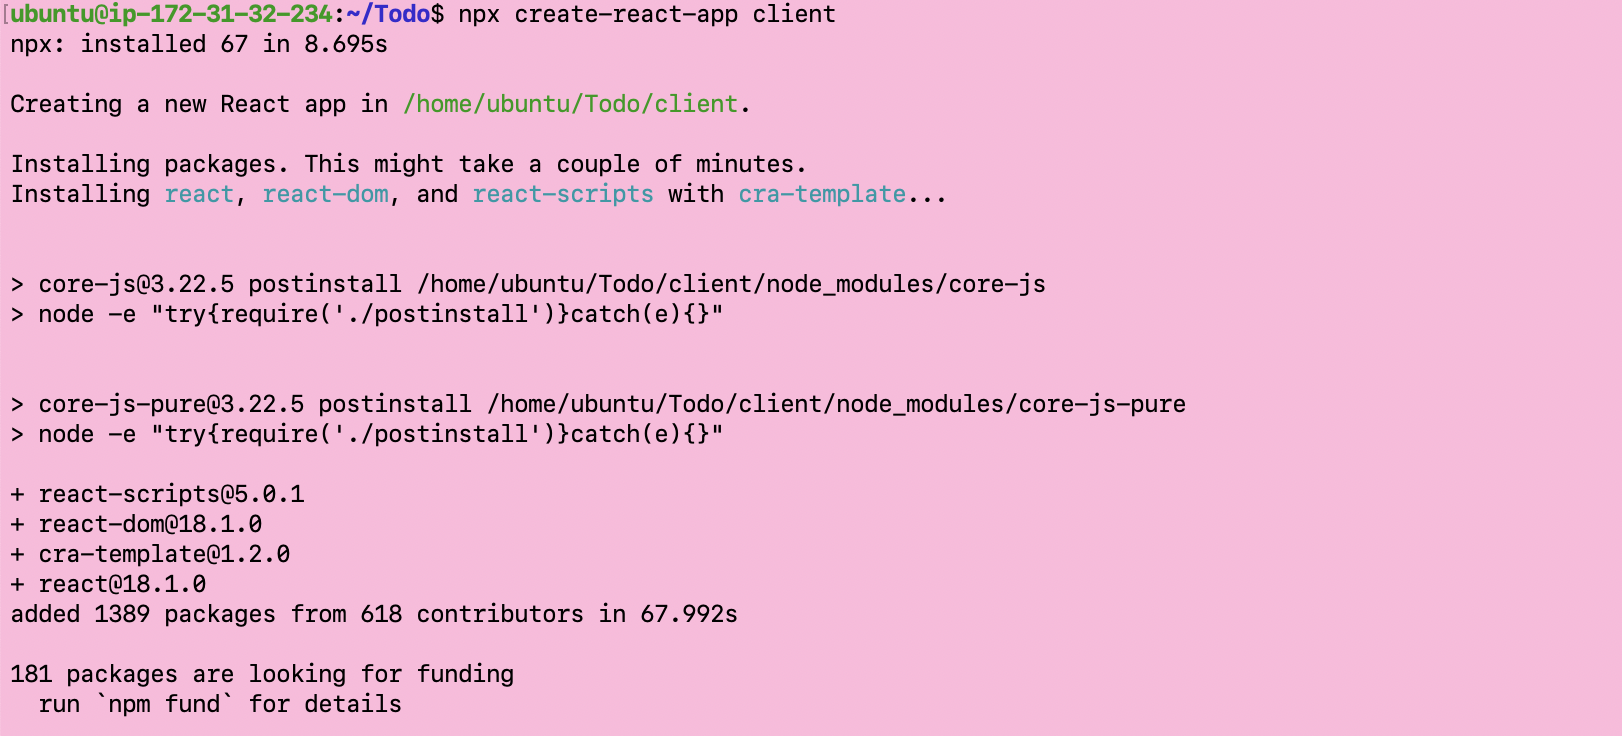 [ubuntu@ip-172-31-32-234:~/Todo$ npx create-react-app client
npx: installed 67 in 8.695s
Creating a new React app in /home/ubuntu/Todo/client.
Installing packages. This might take a couple of minutes.
Installing react, react-dom, and react-scripts with cra-template...
> core-js@3.22.5 postinstall /home/ubuntu/Todo/client/node_modules/core-js
> node -e "try{require('./postinstall')}catch(e){}"
> core-js-pure@3.22.5 postinstall /home/ubuntu/Todo/client/node_modules/core-js-pure
> node -e "try{require('./postinstall')}catch(e){}"
+ react-scripts@5.0.1
+ react-dom@18.1.0
+ cra-template@1.2.0
+ react@18.1.0
added 1389 packages from 618 contributors in 67.992s
181 packages are looking for funding
  run `npm fund` for details